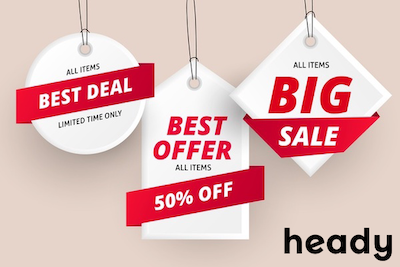 ALL ITEMS
BEST DEAL
LIMITED TIME ONLY
BEST
OFFER
ALL ITEMS
50% OFF
ALL ITEMS
BIG
SALE
heady